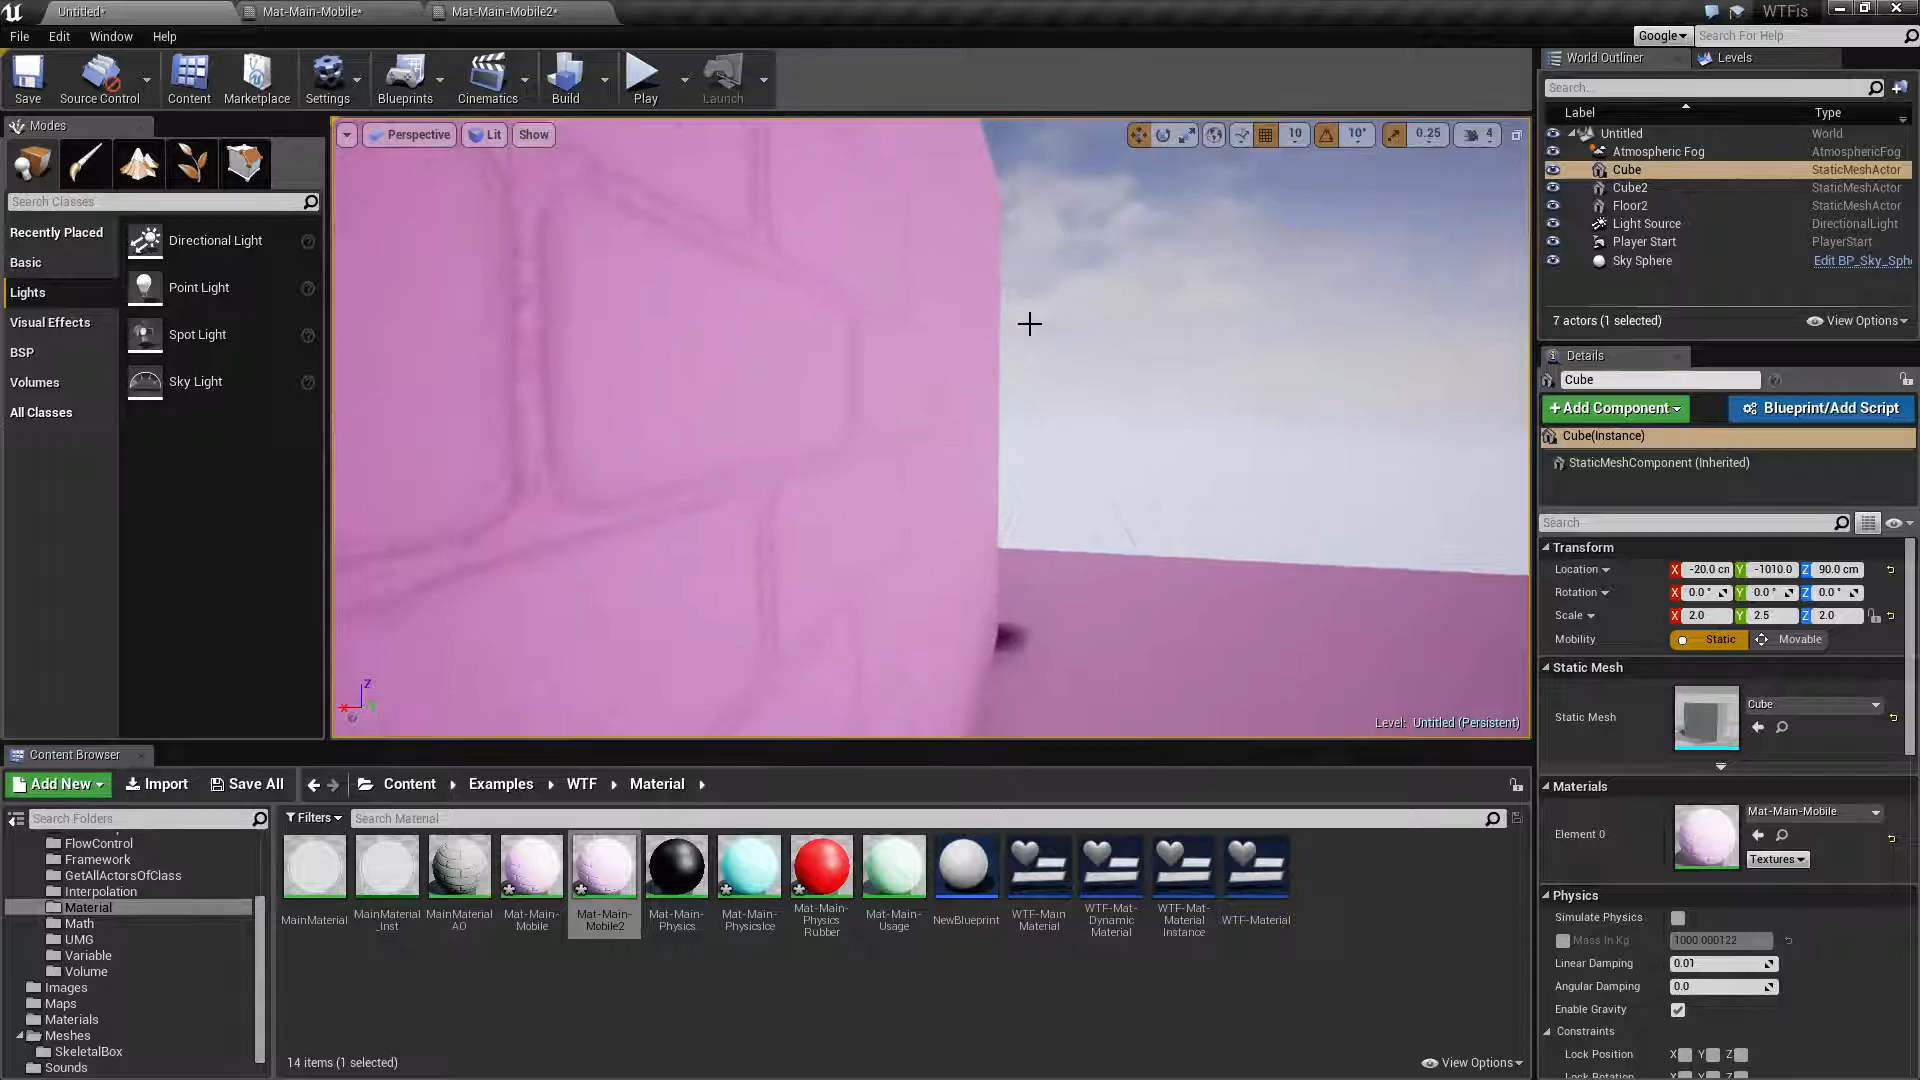 Untitled*
Mat-Main-Mobile*
Mat-Main-Mobile2*
WTFis
File Edit Window Help
Google
Search For Help
Save
Source Control
Content
Marketplace
Settings
Blueprints
Cinematics
Build
Play
Launch
Modes
Search Classes
Recently Placed
Basic
Lights
Visual Effects
BSP
Volumes
All Classes
Directional Light
Point Light
Spot Light
Sky Light
Perspective
Lit
Show
10
10°
0.25
4
Level: Untitled (Persistent)
World Outliner
Levels
Search...
Label Type
Untitled World
Atmospheric Fog AtmosphericFog
Cube StaticMeshActor
Cube2 StaticMeshActor
Floor2 StaticMeshActor
Light Source DirectionalLight
Player Start PlayerStart
Sky Sphere Edit BP_Sky_Sph
7 actors (1 selected)
View Options
Details
Cube
+Add Component
Blueprint/Add Script
Cube(Instance)
StaticMeshComponent (Inherited)
Search
Transform
Location X -20.0 cm Y -1010.0 Z 90.0 cm
Rotation X 0.0° Y 0.0° Z 0.0°
Scale X 2.0 Y 2.5 Z 2.0
Mobility Static Movable
Static Mesh
Static Mesh
Cube
Materials
Element 0
Mat-Main-Mobile
Textures
Physics
Simulate Physics
Mass In Kg 1000.000122
Linear Damping 0.01
Angular Damping 0.0
Enable Gravity
Constraints
Lock Position X Y Z
Lock Rotation X Y Z
Content Browser
Add New
Import
Save All
Content Examples WTF Material
Search Folders
FlowControl
Framework
GetAllActorsOfClass
Interpolation
Material
Math
UMG
Variable
Volume
Images
Maps
Materials
Meshes
SkeletalBox
Sounds
Filters
Search Material
MainMaterial
MainMaterial
_Inst
MainMaterial
AO
Mat-Main-
Mobile
Mat-Main-
Mobile2
Mat-Main-
Physics
Mat-Main-
PhysicsIce
Mat-Main-
Physics
Rubber
Mat-Main-
Usage
NewBlueprint
WTF-Main
Material
WTF-Mat-
Dynamic
Material
WTF-Mat-
Material
Instance
WTF-Material
14 items (1 selected)
View Options